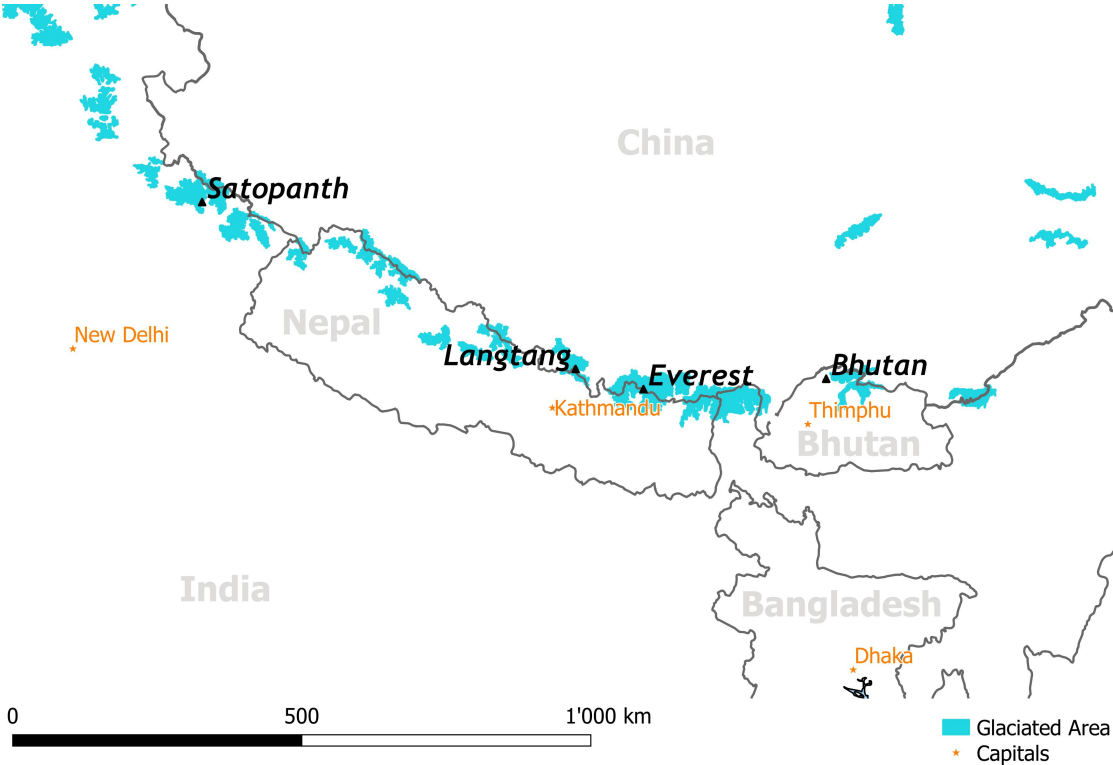 China
Satopanth
Nepal
New Delhi
Langtang
Everest
Bhutan
Kathmandu
Thimphu
Bhutan
India
Bangladesh
Dhaka
0 500 1'000 km
Glaciated Area
Capitals